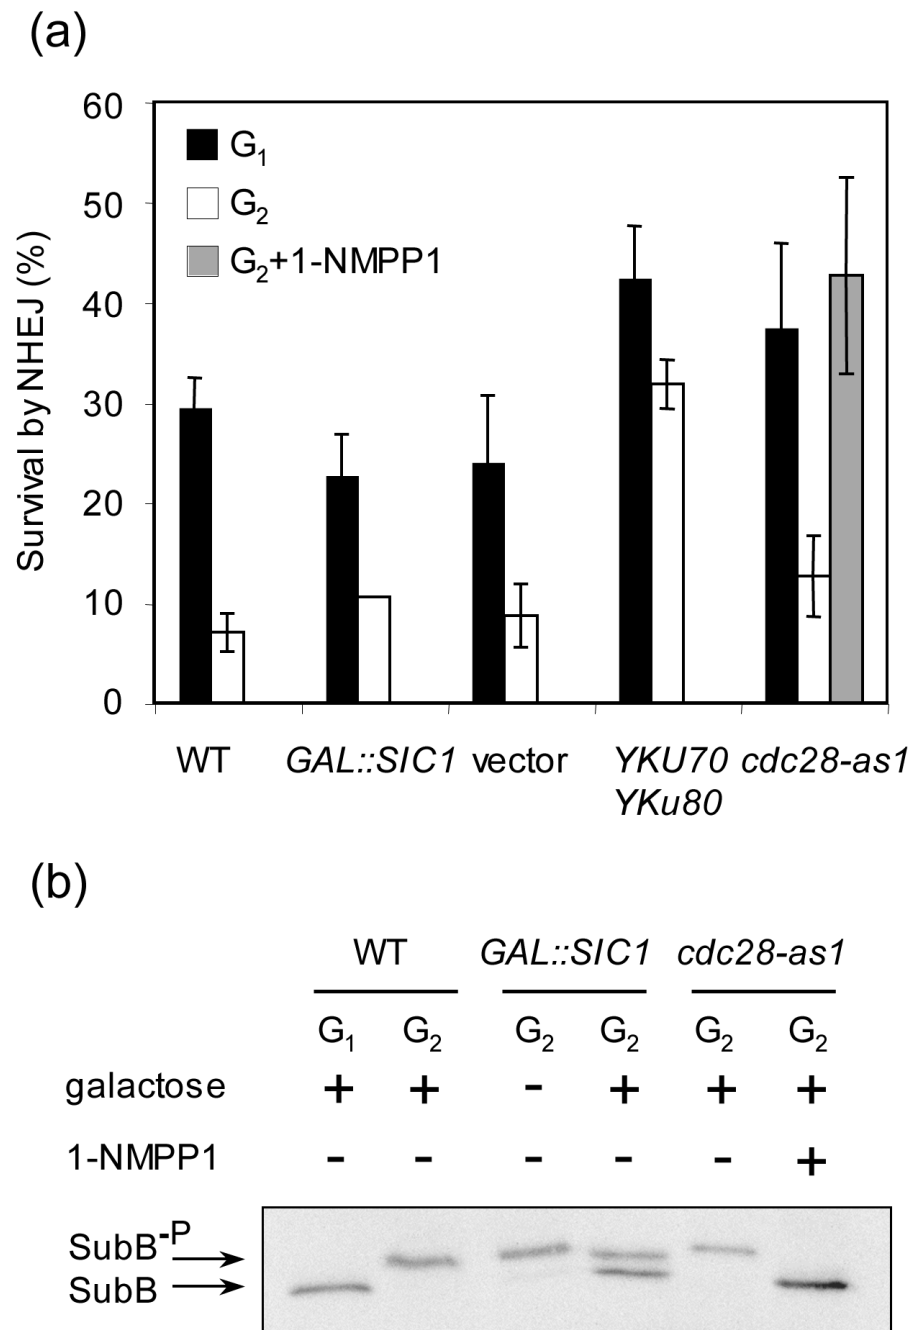 (a)
60
50
40
30
20
10
0
Survival by NHEJ (%)
G₁
G₂
G₂+1-NMPP1
WT GAL::SIC1 vector YKU70 cdc28-as1
YKu80
(b)
WT GAL::SIC1 cdc28-as1
G₁ G₂ G₂ G₂ G₂ G₂
galactose + + - + + +
1-NMPP1 - - - - - +
SubB-P
SubB